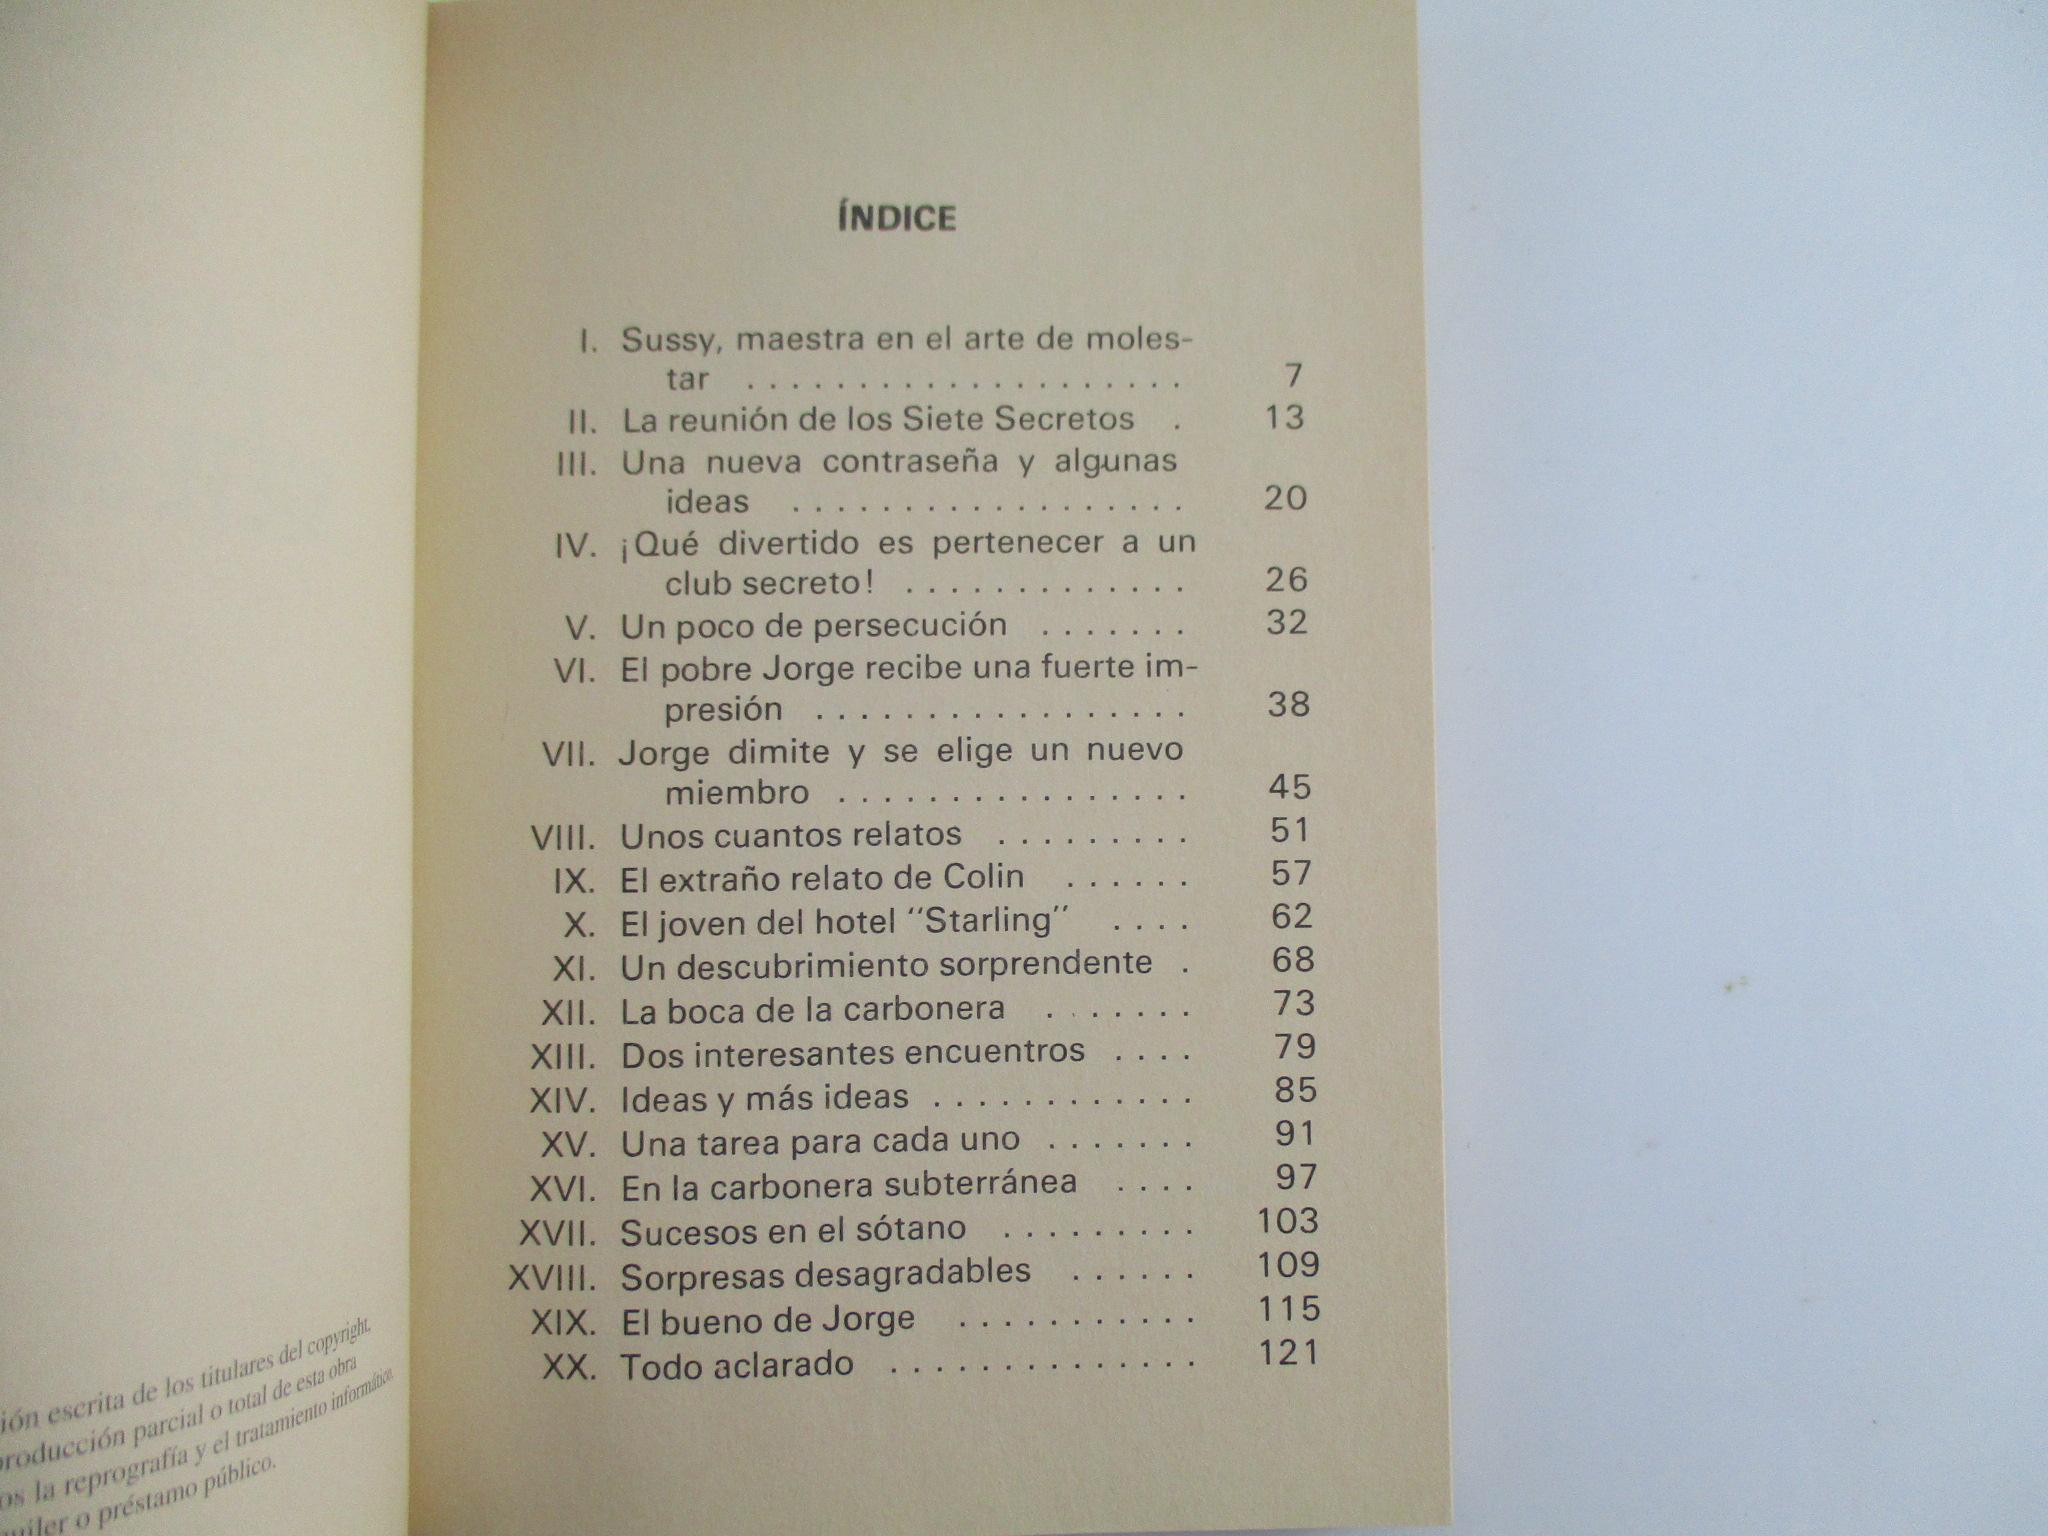 ión escrita de los titulares del copyright,
producción parcial o total de esta obra
la reprografía y el tratamiento informático,
o préstamo público.
ÍNDICE
I. Sussy, maestra en el arte de moles-
tar . . . . . . . . . . . . . . . . . . . . 7
II. La reunión de los Siete Secretos . 13
III. Una nueva contraseña y algunas
ideas . . . . . . . . . . . . . . . . . . 20
IV. ¡Qué divertido es pertenecer a un
club secreto! . . . . . . . . . . . . . 26
V. Un poco de persecución . . . . . . . 32
VI. El pobre Jorge recibe una fuerte im-
presión . . . . . . . . . . . . . . . . . 38
VII. Jorge dimite y se elige un nuevo
miembro . . . . . . . . . . . . . . . . 45
VIII. Unos cuantos relatos . . . . . . . . . 51
IX. El extraño relato de Colin . . . . . . 57
X. El joven del hotel "Starling" . . . . 62
XI. Un descubrimiento sorprendente . 68
XII. La boca de la carbonera . . . . . . . 73
XIII. Dos interesantes encuentros . . . . 79
XIV. Ideas y más ideas . . . . . . . . . . . . 85
XV. Una tarea para cada uno . . . . . . . 91
XVI. En la carbonera subterránea . . . . 97
XVII. Sucesos en el sótano . . . . . . . . . 103
XVIII. Sorpresas desagradables . . . . . . 109
XIX. El bueno de Jorge . . . . . . . . . . . 115
XX. Todo aclarado . . . . . . . . . . . . . . 121